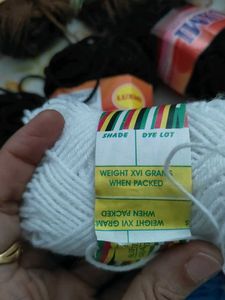 SHADE DYE LOT
WEIGHT XVI GRAMS
WHEN PACKED
WHEN PACKED
WEIGHT XVI GRAMS